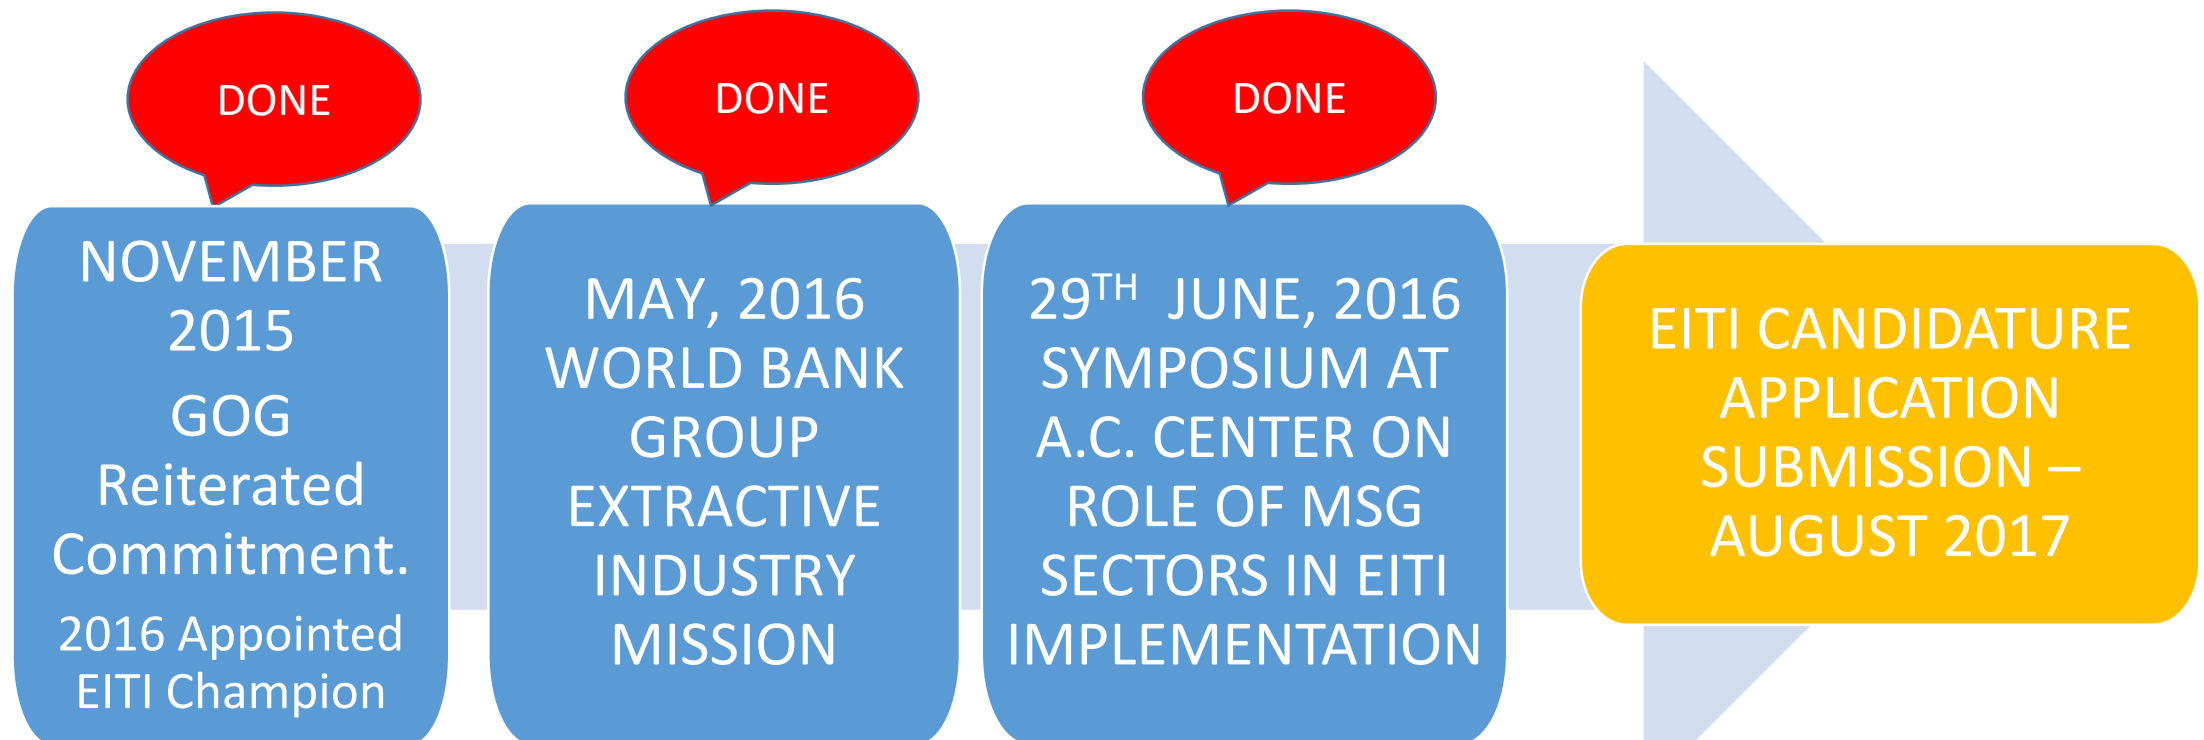 DONE
DONE
DONE
NOVEMBER
2015
GOG
Reiterated
Commitment.
2016 Appointed
EITI Champion
MAY, 2016
WORLD BANK
GROUP
EXTRACTIVE
INDUSTRY
MISSION
29TH JUNE, 2016
SYMPOSIUM AT
A.C. CENTER ON
ROLE OF MSG
SECTORS IN EITI
IMPLEMENTATION
EITI CANDIDATURE
APPLICATION
SUBMISSION –
AUGUST 2017